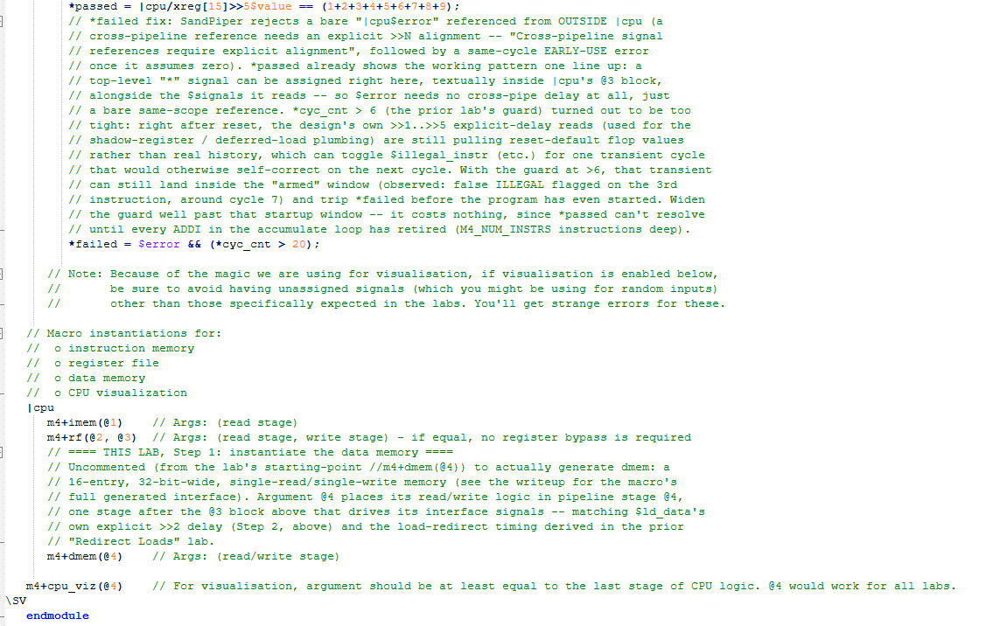 *passed = |cpu/xreg[15]>>5$value == (1+2+3+4+5+6+7+8+9);
// *failed fix: SandPiper rejects a bare "|cpu$error" referenced from OUTSIDE |cpu (a
// cross-pipeline reference needs an explicit >>N alignment -- "Cross-pipeline signal
// references require explicit alignment", followed by a same-cycle EARLY-USE error
// once it assumes zero). *passed already shows the working pattern one line up: a
// top-level "*" signal can be assigned right here, textually inside |cpu's @3 block,
// alongside the $signals it reads -- so $error needs no cross-pipe delay at all, just
// a bare same-scope reference. *cyc_cnt > 6 (the prior lab's guard) turned out to be too
// tight: right after reset, the design's own >>1..>>5 explicit-delay reads (used for the
// shadow-register / deferred-load plumbing) are still pulling reset-default flop values
// rather than real history, which can toggle $illegal_instr (etc.) for one transient cycle
// that would otherwise self-correct on the next cycle. With the guard at >6, that transient
// can still land inside the "armed" window (observed: false ILLEGAL flagged on the 3rd
// instruction, around cycle 7) and trip *failed before the program has even started. Widen
// the guard well past that startup window -- it costs nothing, since *passed can't resolve
// until every ADDI in the accumulate loop has retired (M4_NUM_INSTRS instructions deep).
*failed = $error && (*cyc_cnt > 20);
// Note: Because of the magic we are using for visualisation, if visualisation is enabled below,
// be sure to avoid having unassigned signals (which you might be using for random inputs)
// other than those specifically expected in the labs. You'll get strange errors for these.
// Macro instantiations for:
// o instruction memory
// o register file
// o data memory
// o CPU visualization
|cpu
m4+imem(@1) // Args: (read stage)
m4+rf(@2, @3) // Args: (read stage, write stage) - if equal, no register bypass is required
// ==== THIS LAB, Step 1: instantiate the data memory ====
// Uncommented (from the lab's starting-point //m4+dmem(@4)) to actually generate dmem: a
// 16-entry, 32-bit-wide, single-read/single-write memory (see the writeup for the macro's
// full generated interface). Argument @4 places its read/write logic in pipeline stage @4,
// one stage after the @3 block above that drives its interface signals -- matching $ld_data's
// own explicit >>2 delay (Step 2, above) and the load-redirect timing derived in the prior
// "Redirect Loads" lab.
m4+dmem(@4) // Args: (read/write stage)
m4+cpu_viz(@4) // For visualisation, argument should be at least equal to the last stage of CPU logic. @4 would work for all labs.
\SV
endmodule